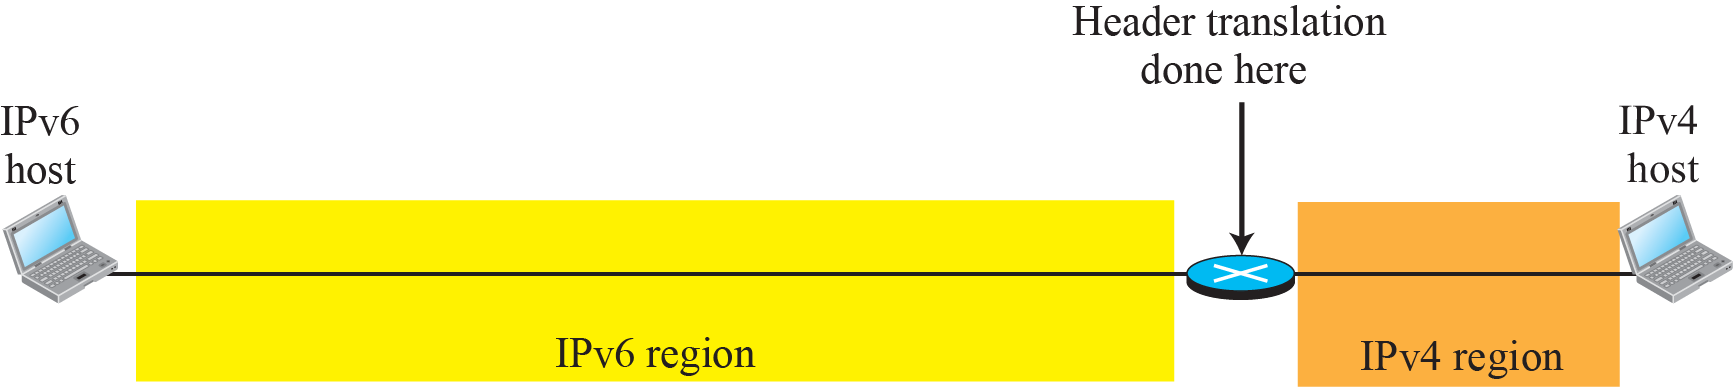 Header translation
done here
IPv6
host
IPv4
host
IPv6 region
IPv4 region